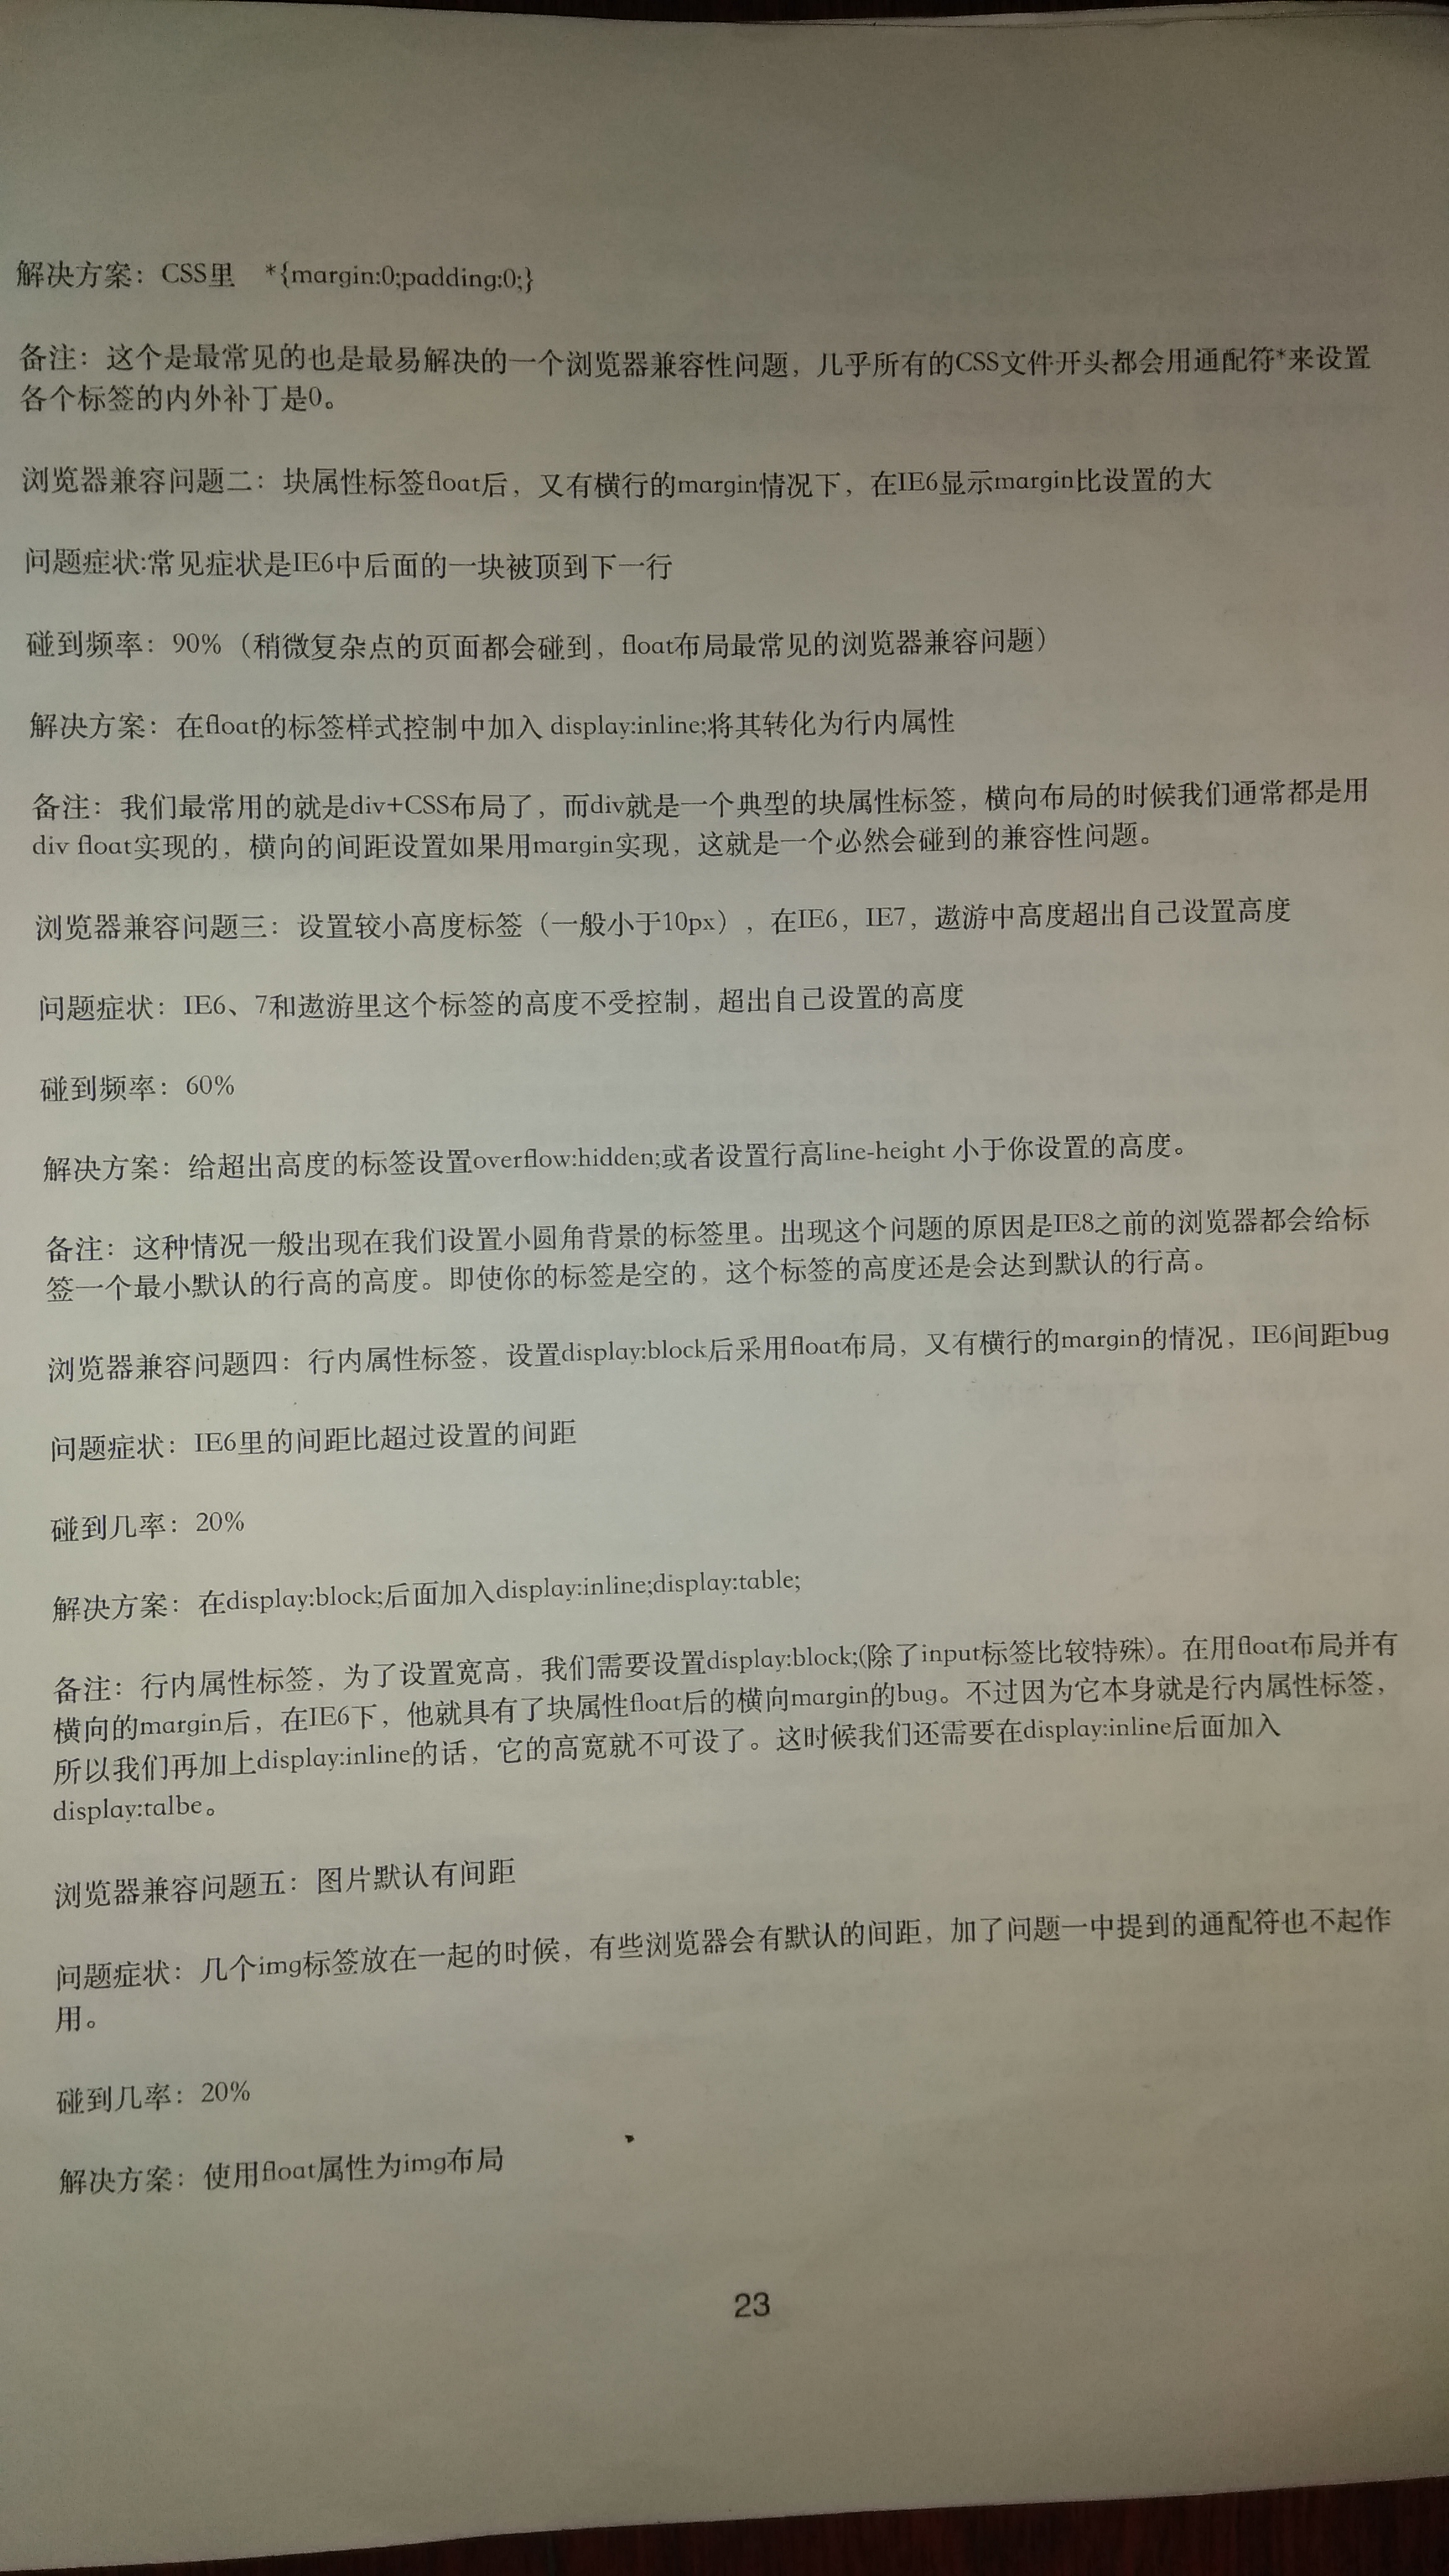 解决方案：CSS里　*{margin:0;padding:0;}
备注：这个是最常见的也是最易解决的一个浏览器兼容性问题，几乎所有的CSS文件开头都会用通配符*来设置
各个标签的内外补丁是0。
浏览器兼容问题二：块属性标签float后，又有横行的margin情况下，在IE6显示margin比设置的大
问题症状:常见症状是IE6中后面的一块被顶到下一行
碰到频率：90%（稍微复杂点的页面都会碰到，float布局最常见的浏览器兼容问题）
解决方案：在float的标签样式控制中加入 display:inline;将其转化为行内属性
备注：我们最常用的就是div+CSS布局了，而div就是一个典型的块属性标签，横向布局的时候我们通常都是用
div float实现的，横向的间距设置如果用margin实现，这就是一个必然会碰到的兼容性问题。
浏览器兼容问题三：设置较小高度标签（一般小于10px），在IE6，IE7，遨游中高度超出自己设置高度
问题症状：IE6、7和遨游里这个标签的高度不受控制，超出自己设置的高度
碰到频率：60%
解决方案：给超出高度的标签设置overflow:hidden;或者设置行高line-height 小于你设置的高度。
备注：这种情况一般出现在我们设置小圆角背景的标签里。出现这个问题的原因是IE8之前的浏览器都会给标
签一个最小默认的行高的高度。即使你的标签是空的，这个标签的高度还是会达到默认的行高。
浏览器兼容问题四：行内属性标签，设置display:block后采用float布局，又有横行的margin的情况，IE6间距bug
问题症状：IE6里的间距比超过设置的间距
碰到几率：20%
解决方案：在display:block;后面加入display:inline;display:table;
备注：行内属性标签，为了设置宽高，我们需要设置display:block;(除了input标签比较特殊)。在用float布局并有
横向的margin后，在IE6下，他就具有了块属性float后的横向margin的bug。不过因为它本身就是行内属性标签，
所以我们再加上display:inline的话，它的高宽就不可设了。这时候我们还需要在display:inline后面加入
display:talbe。
浏览器兼容问题五：图片默认有间距
问题症状：几个img标签放在一起的时候，有些浏览器会有默认的间距，加了问题一中提到的通配符也不起作
用。
碰到几率：20%
解决方案：使用float属性为img布局
23